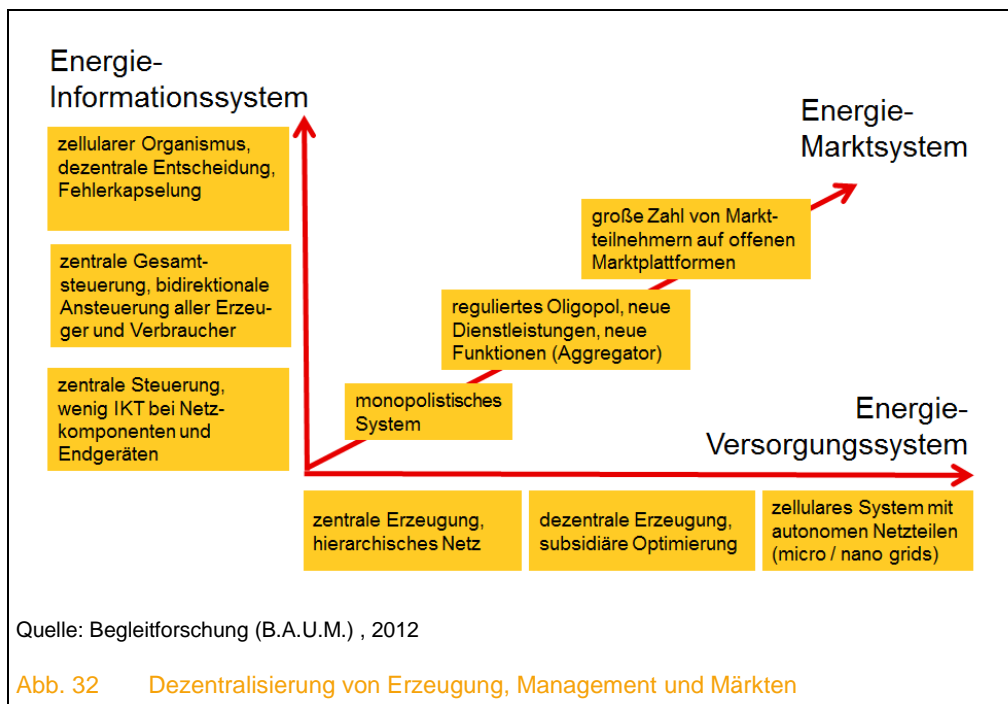 Energie-
Informationssystem
zellularer Organismus,
dezentrale Entscheidung,
Fehlerkapselung
zentrale Gesamt-
steuerung, bidirektionale
Ansteuerung aller Erzeu-
ger und Verbraucher
zentrale Steuerung,
wenig IKT bei Netz-
komponenten und
Endgeräten
Energie-
Marktsystem
große Zahl von Markt-
teilnehmern auf offenen
Marktplattformen
reguliertes Oligopol, neue
Dienstleistungen, neue
Funktionen (Aggregator)
monopolistisches
System
Energie-
Versorgungssystem
zentrale Erzeugung,
hierarchisches Netz
dezentrale Erzeugung,
subsidiäre Optimierung
zellulares System mit
autonomen Netzteilen
(micro / nano grids)
Quelle: Begleitforschung (B.A.U.M.) , 2012
Abb. 32 Dezentralisierung von Erzeugung, Management und Märkten